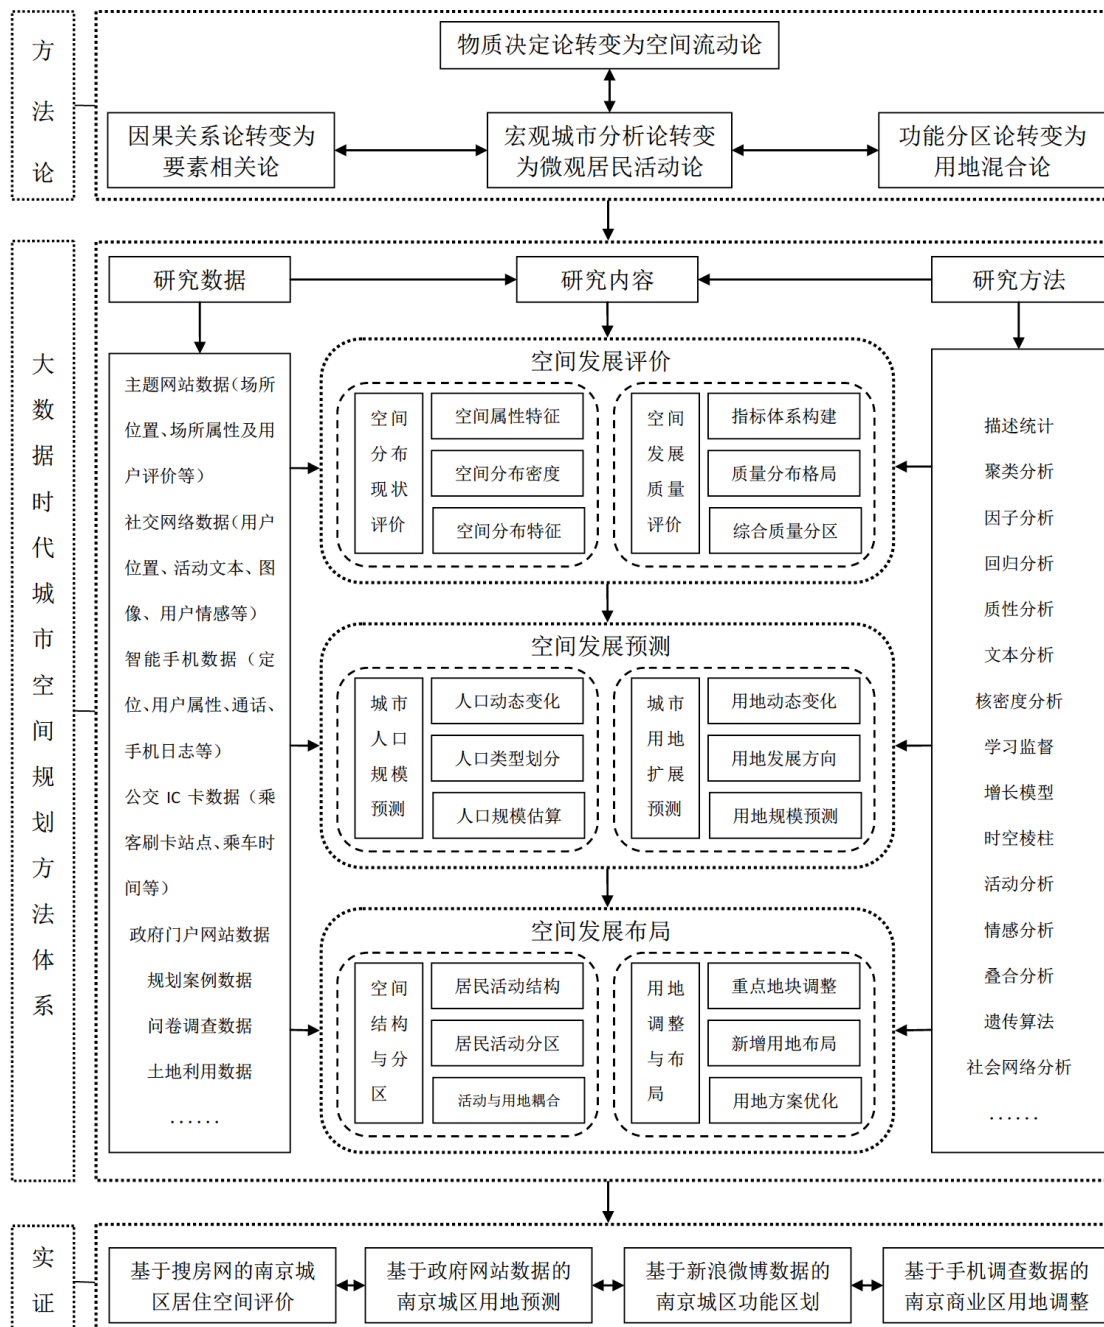 方法论
物质决定论转变为空间流动论
因果关系论转变为
要素相关论
宏观城市分析论转变
为微观居民活动论
功能分区论转变为
用地混合论
大数据时代城市空间规划方法体系
研究数据
研究内容
研究方法
主题网站数据（场所
位置、场所属性及用
户评价等）
社交网络数据（用户
位置、活动文本、图
像、用户情感等）
智能手机数据（定
位、用户属性、通话、
手机日志等）
公交 IC 卡数据（乘
客刷卡站点、乘车时
间等）
政府门户网站数据
规划案例数据
问卷调查数据
土地利用数据
......
空间发展评价
空间
分布
现状
评价
空间属性特征
空间分布密度
空间分布特征
空间
发展
质量
评价
指标体系构建
质量分布格局
综合质量分区
空间发展预测
城市
人口
规模
预测
人口动态变化
人口类型划分
人口规模估算
城市
用地
扩展
预测
用地动态变化
用地发展方向
用地规模预测
空间发展布局
空间
结构
与分
区
居民活动结构
居民活动分区
活动与用地耦合
用地
调整
与布
局
重点地块调整
新增用地布局
用地方案优化
描述统计
聚类分析
因子分析
回归分析
质性分析
文本分析
核密度分析
学习监督
增长模型
时空棱柱
活动分析
情感分析
叠合分析
遗传算法
社会网络分析
......
实证
基于搜房网的南京城
区居住空间评价
基于政府网站数据的
南京城区用地预测
基于新浪微博数据的
南京城区功能区划
基于手机调查数据的
南京商业区用地调整